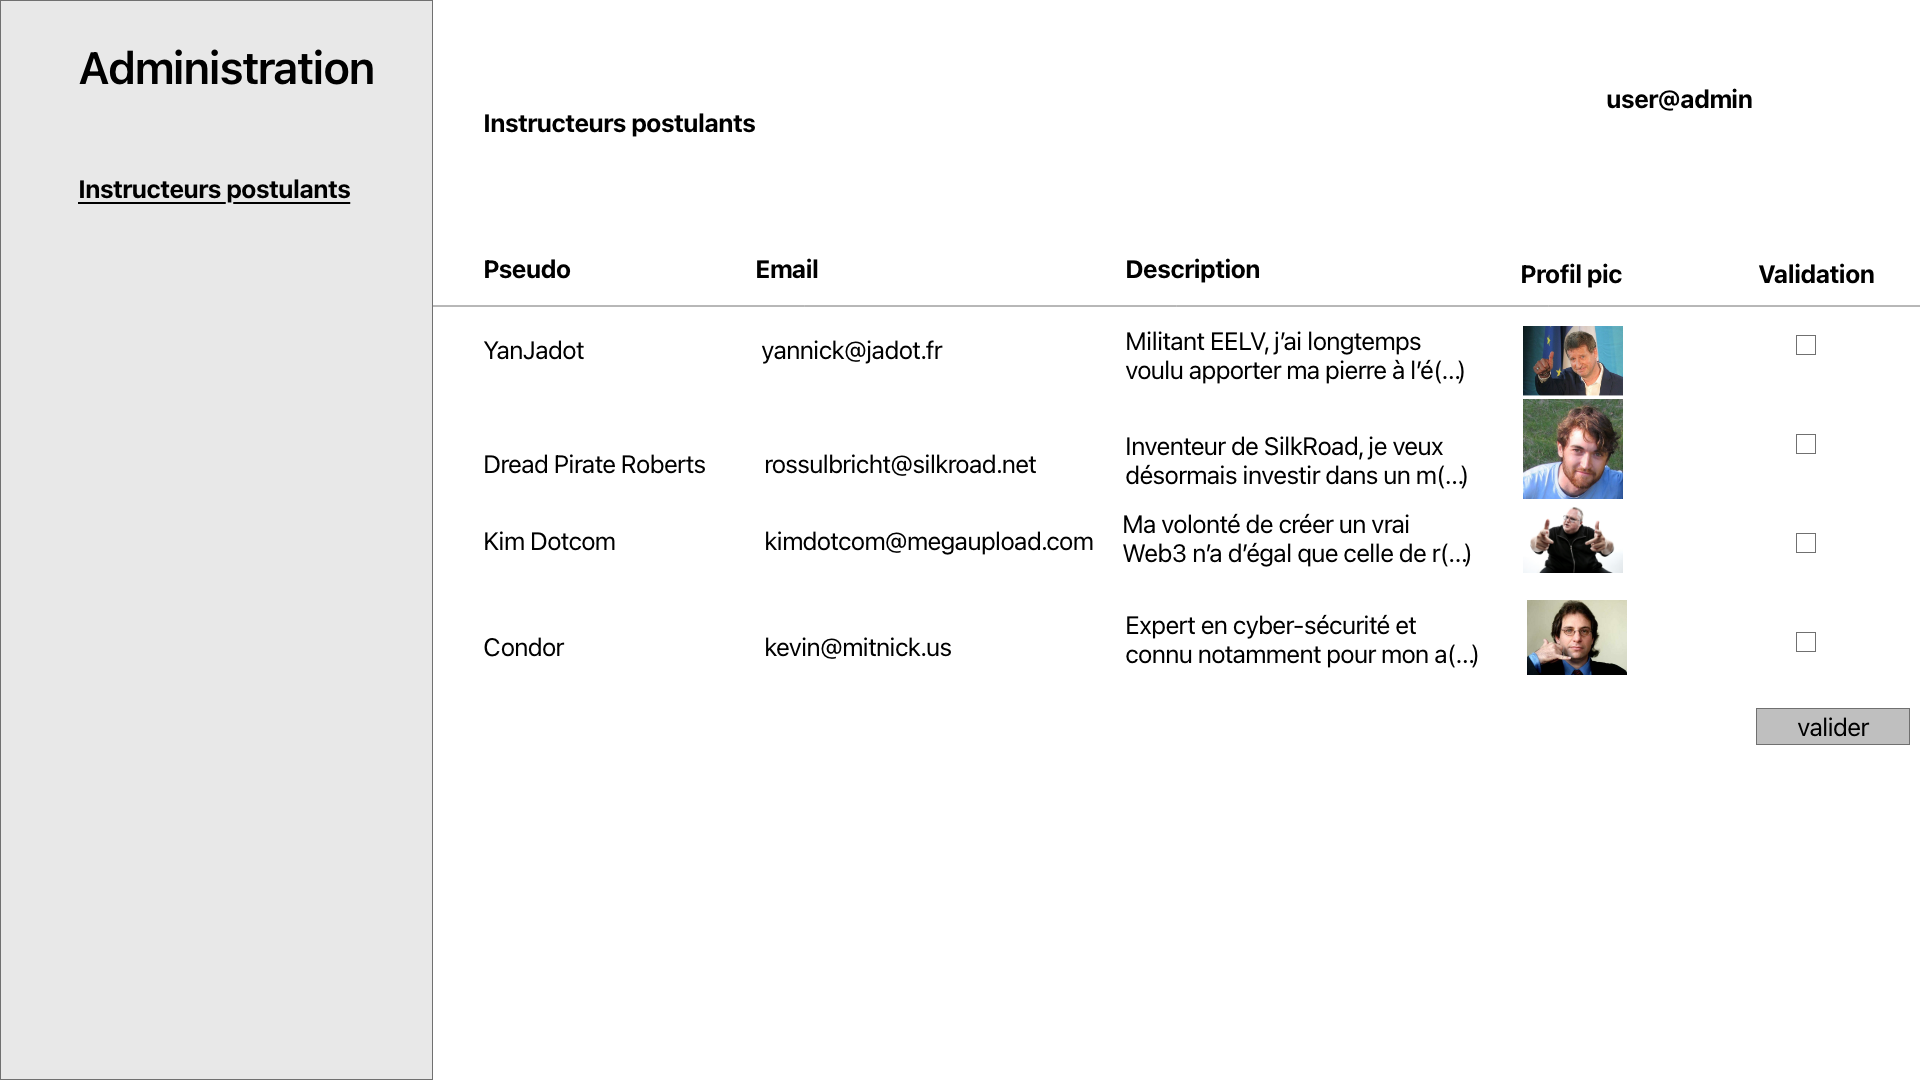 Administration
user@admin
Instructeurs postulants
Instructeurs postulants
Pseudo Email Description Profil pic Validation
YanJadot yannick@jadot.fr Militant EELV, j’ai longtemps
voulu apporter ma pierre à l’é(...)
Dread Pirate Roberts rossulbricht@silkroad.net Inventeur de SilkRoad, je veux
désormais investir dans un m(...)
Kim Dotcom kimdotcom@megaupload.com Ma volonté de créer un vrai
Web3 n’a d’égal que celle de r(...)
Condor kevin@mitnick.us Expert en cyber-sécurité et
connu notamment pour mon a(...)
valider